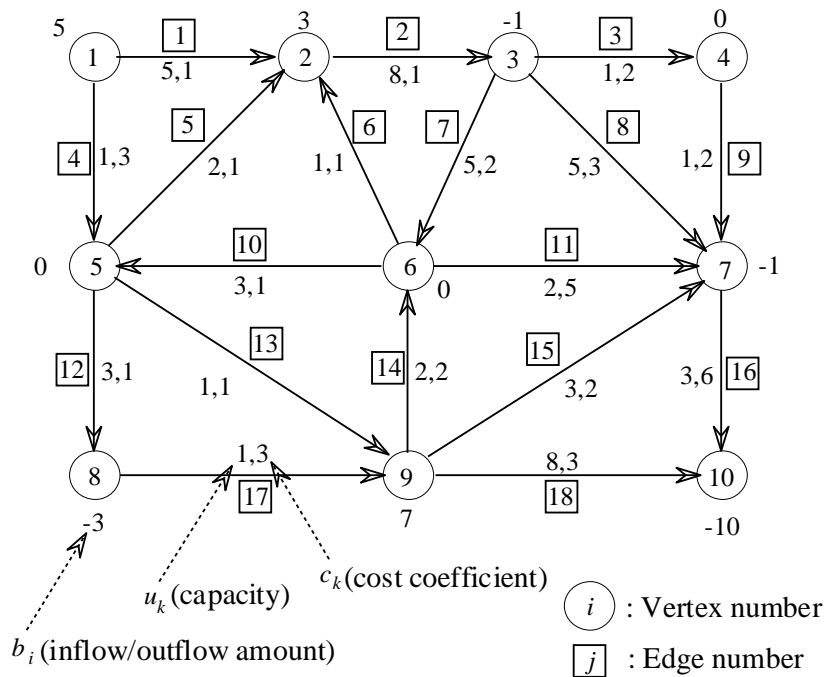 5 3 -1 0
1 1 2 2 3 3 4
5,1 8,1 1,2
4 1,3 5 2,1 6 1,1 7 5,2 8 5,3 1,2 9
0 5 10 6 11 7 -1
3,1 0 2,5
12 3,1 13 1,1 14 2,2 15 3,2 3,6 16
8 1,3 9 8,3 10
17 18
-3 7 -10
c k (cost coefficient)
u k (capacity)
b i (inflow/outflow amount)
i : Vertex number
j : Edge number